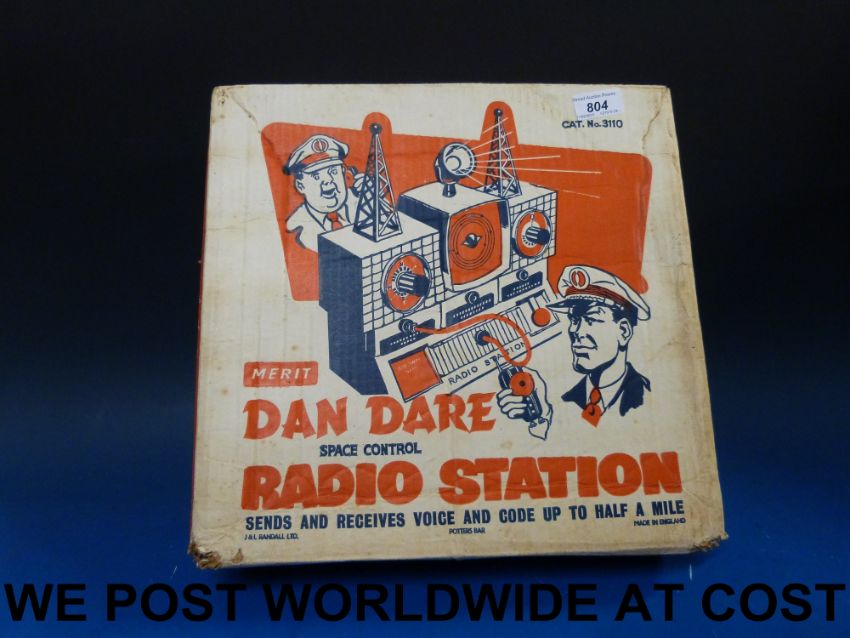 804
CAT. No. 3110
RADIO STATION
MERIT
DAN DARE
SPACE CONTROL
RADIO STATION
SENDS AND RECEIVES VOICE AND CODE UP TO HALF A MILE
J & L RANDALL LTD. POTTERS BAR MADE IN ENGLAND
WE POST WORLDWIDE AT COST